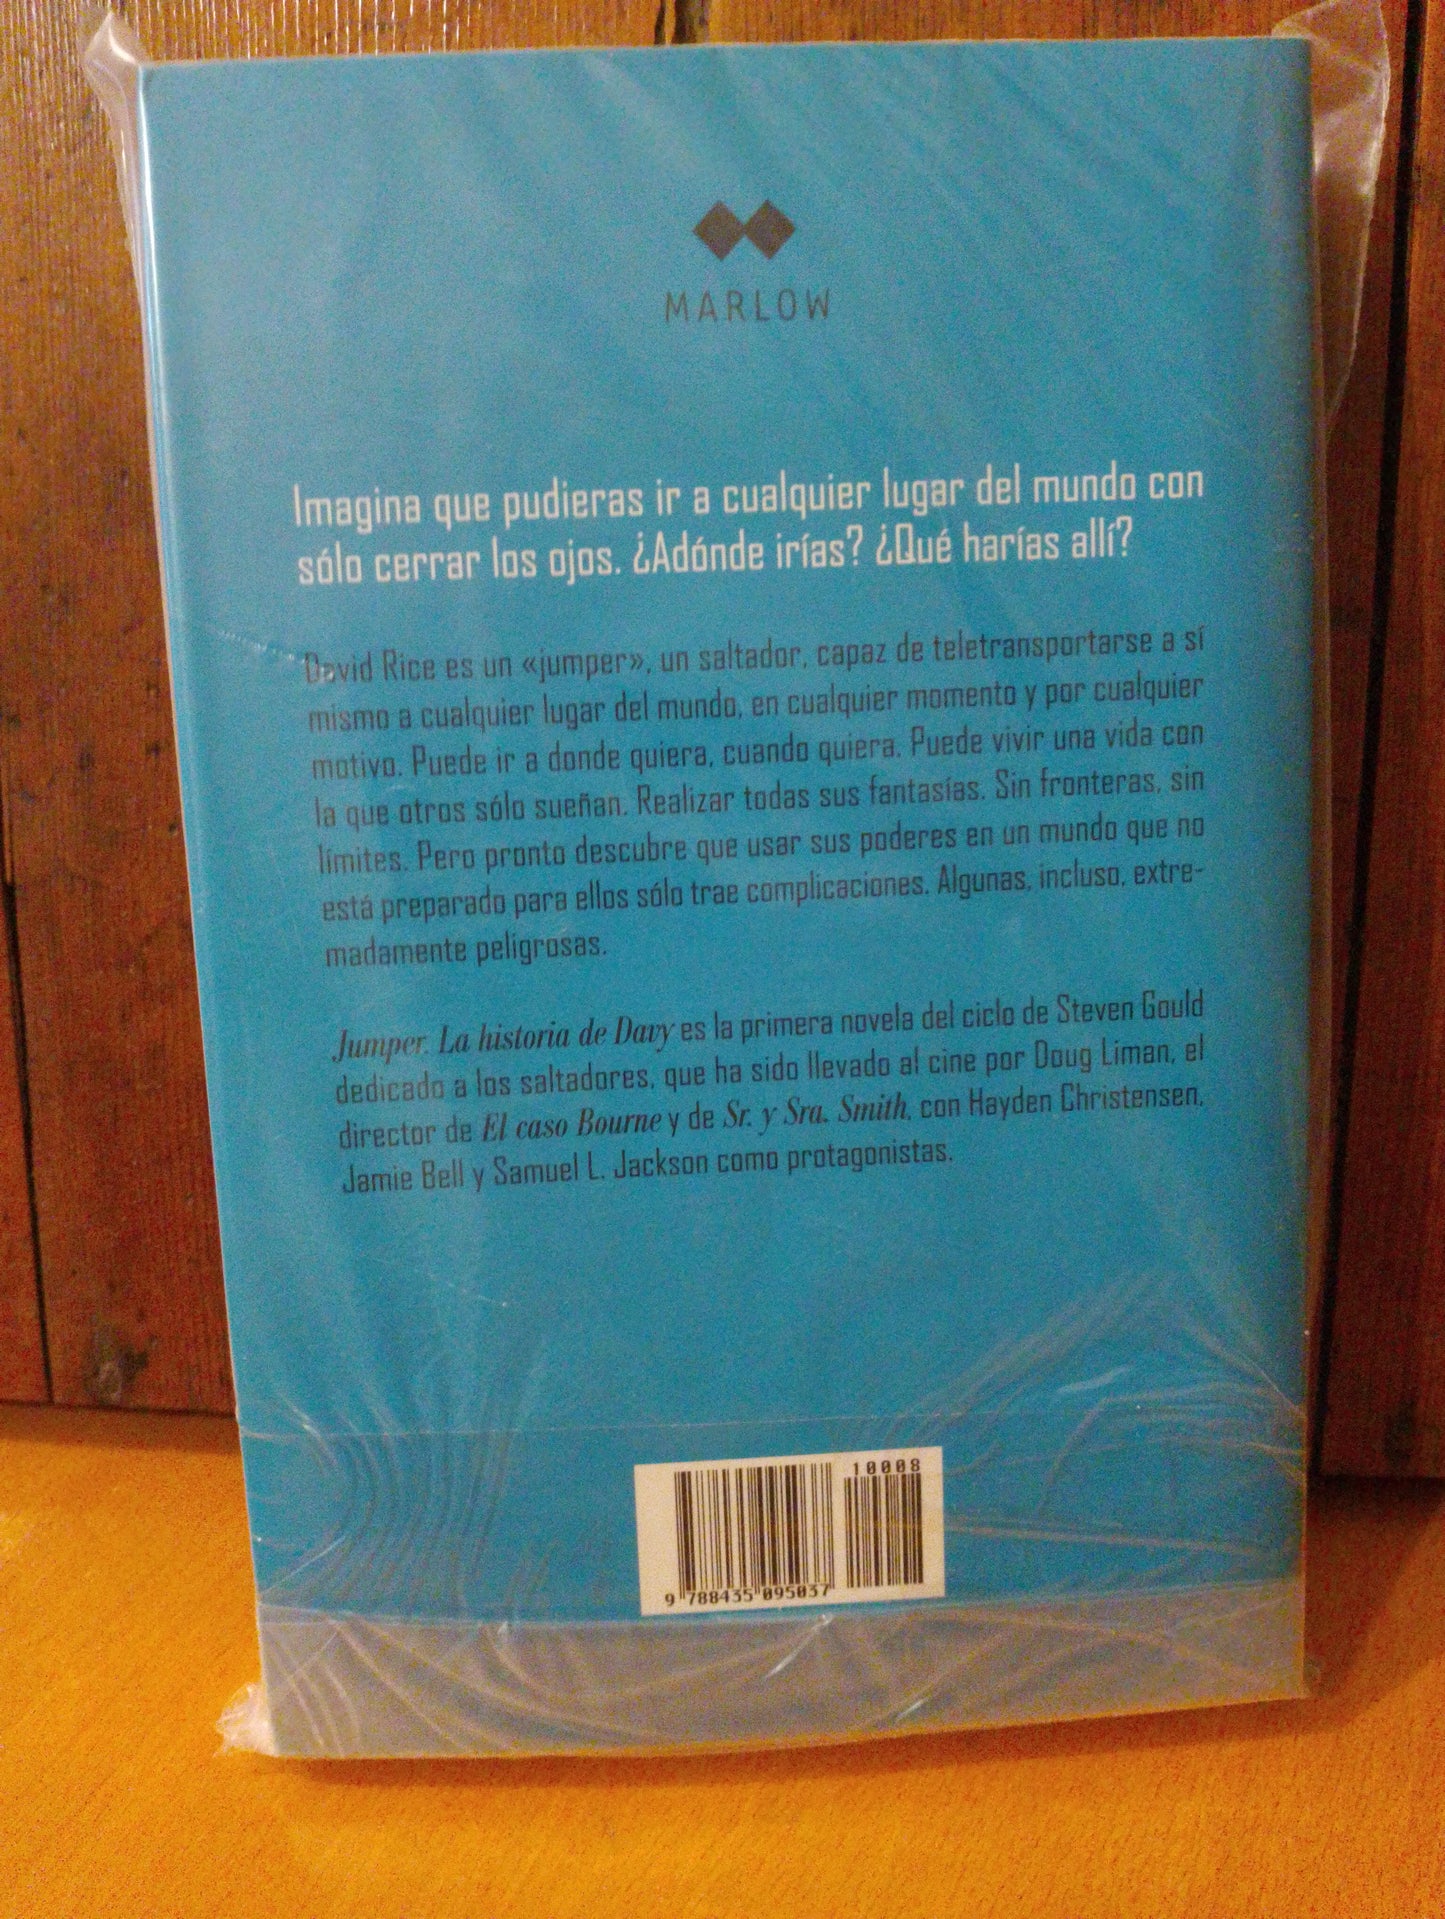 MARLOW
Imagina que pudieras ir a cualquier lugar del mundo con
sólo cerrar los ojos. ¿Adónde irías? ¿Qué harías allí?
David Rice es un «jumper», un saltador, capaz de teletransportarse a sí
mismo a cualquier lugar del mundo, en cualquier momento y por cualquier
motivo. Puede ir a donde quiera, cuando quiera. Puede vivir una vida con
la que otros sólo sueñan. Realizar todas sus fantasías. Sin fronteras, sin
límites. Pero pronto descubre que usar sus poderes en un mundo que no
está preparado para ellos sólo trae complicaciones. Algunas, incluso, extre-
madamente peligrosas.
Jumper. La historia de Davy es la primera novela del ciclo de Steven Gould
dedicado a los saltadores, que ha sido llevado al cine por Doug Liman, el
director de El caso Bourne y de Sr. y Sra. Smith, con Hayden Christensen,
Jamie Bell y Samuel L. Jackson como protagonistas.
10008
9 788435 095037